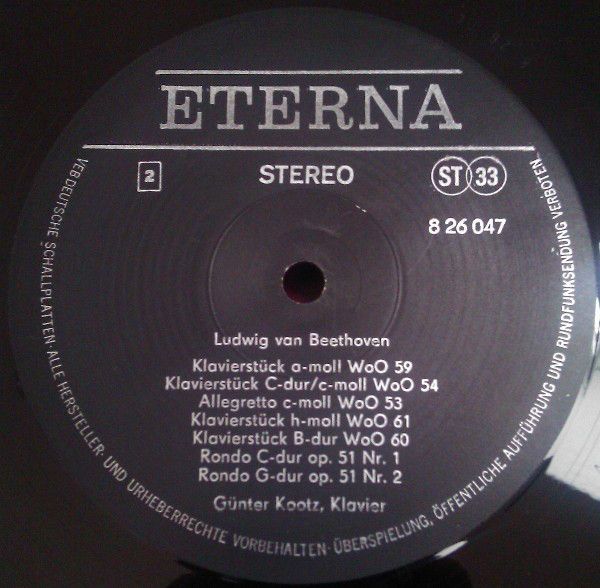 ETERNA
2 STEREO ST 33
8 26 047
Ludwig van Beethoven
Klavierstück a-moll WoO 59
Klavierstück C-dur/c-moll WoO 54
Allegretto c-moll WoO 53
Klavierstück h-moll WoO 61
Klavierstück B-dur WoO 60
Rondo C-dur op. 51 Nr. 1
Rondo G-dur op. 51 Nr. 2
Günter Kootz, Klavier
VEB DEUTSCHE SCHALLPLATTEN · ALLE HERSTELLER- UND URHEBERRECHTE VORBEHALTEN · ÜBERSPIELUNG, ÖFFENTLICHE AUFFÜHRUNG UND RUNDFUNKSENDUNG VERBOTEN